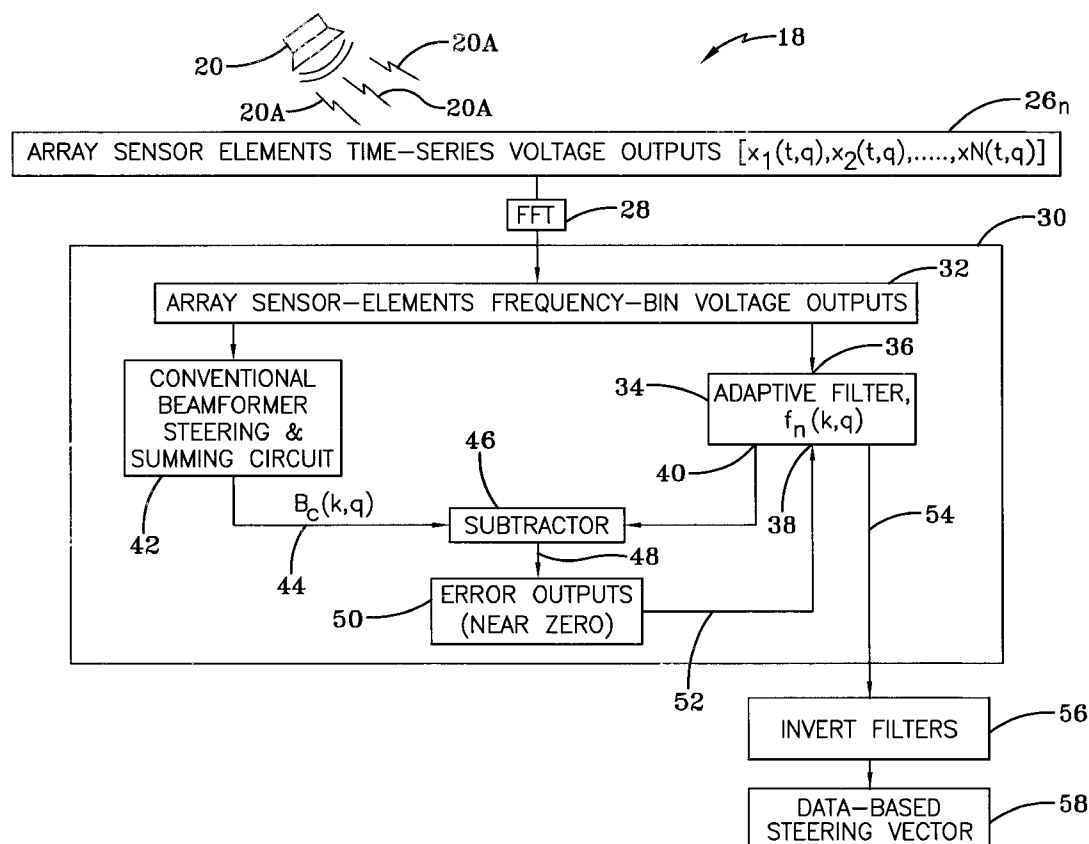 20
20A
18
20A
20A
26n
ARRAY SENSOR ELEMENTS TIME-SERIES VOLTAGE OUTPUTS [x1(t,q),x2(t,q),.....,xN(t,q)]
FFT
28
30
32
ARRAY SENSOR-ELEMENTS FREQUENCY-BIN VOLTAGE OUTPUTS
36
CONVENTIONAL
BEAMFORMER
STEERING &
SUMMING CIRCUIT
34
ADAPTIVE FILTER,
fn(k,q)
46
40
38
54
42
Bc(k,q)
44
SUBTRACTOR
48
50
ERROR OUTPUTS
(NEAR ZERO)
52
INVERT FILTERS
56
DATA-BASED
STEERING VECTOR
58